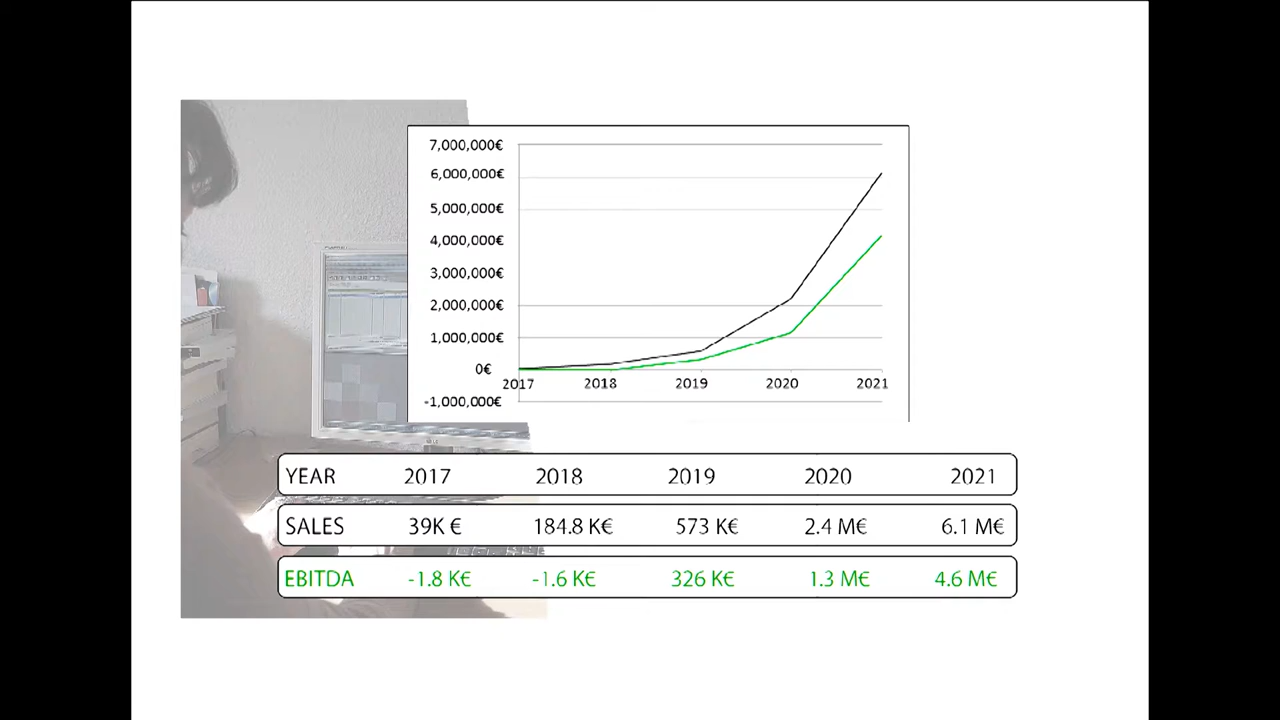 7,000,000€
6,000,000€
5,000,000€
4,000,000€
3,000,000€
2,000,000€
1,000,000€
0€
2017 2018 2019 2020 2021
-1,000,000€
YEAR 2017 2018 2019 2020 2021
SALES 39K € 184.8 K€ 573 K€ 2.4 M€ 6.1 M€
EBITDA -1.8 K€ -1.6 K€ 326 K€ 1.3 M€ 4.6 M€